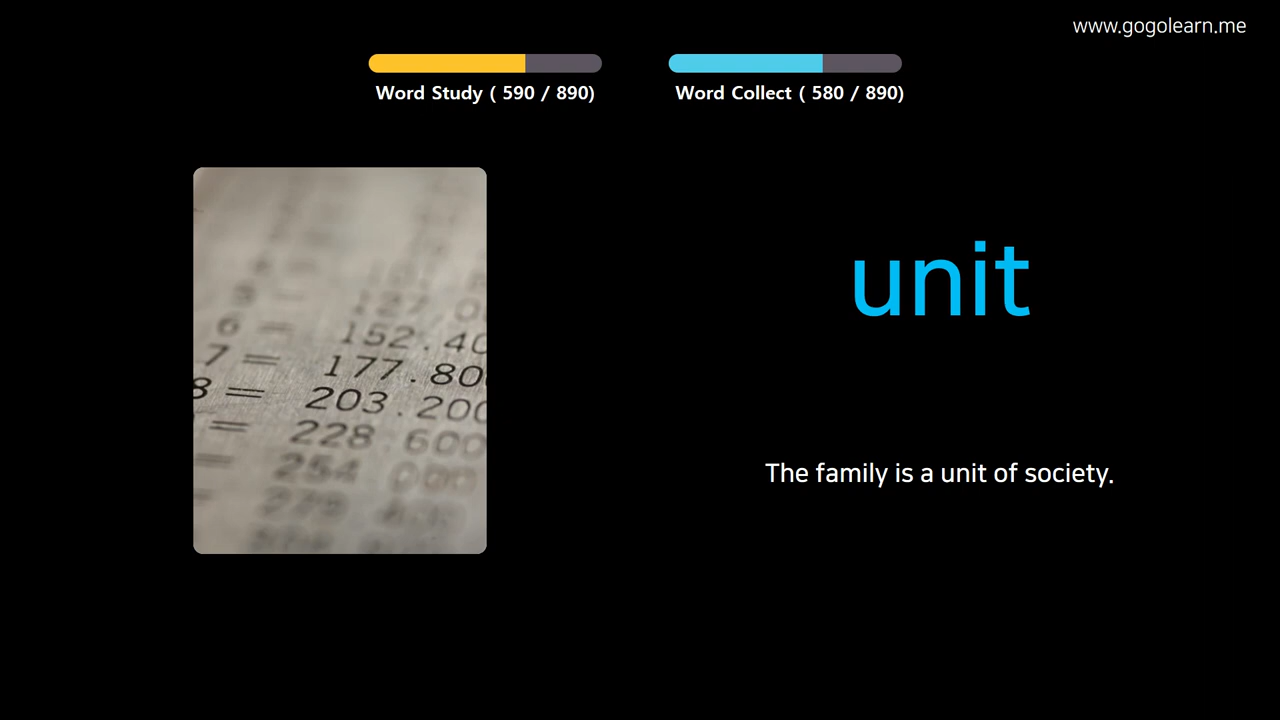 www.gogolearn.me
Word Study ( 590 / 890)
Word Collect ( 580 / 890)
unit
The family is a unit of society.
6 = 152.40
7 = 177.80
8 = 203.200
= 228.600
254